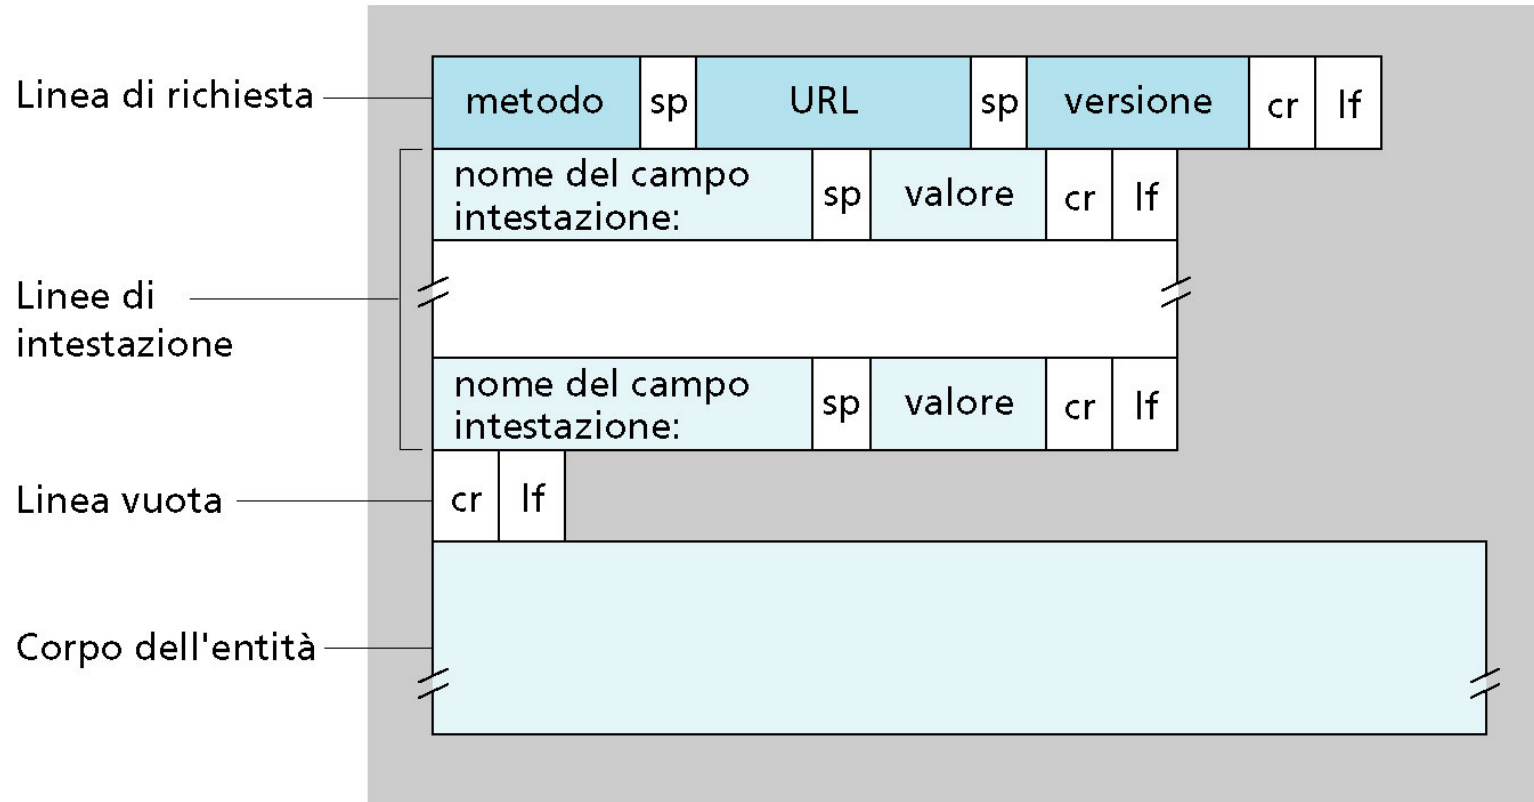 Linea di richiesta
metodo sp URL sp versione cr lf
nome del campo
intestazione: sp valore cr lf
Linee di
intestazione
nome del campo
intestazione: sp valore cr lf
Linea vuota
cr lf
Corpo dell'entità